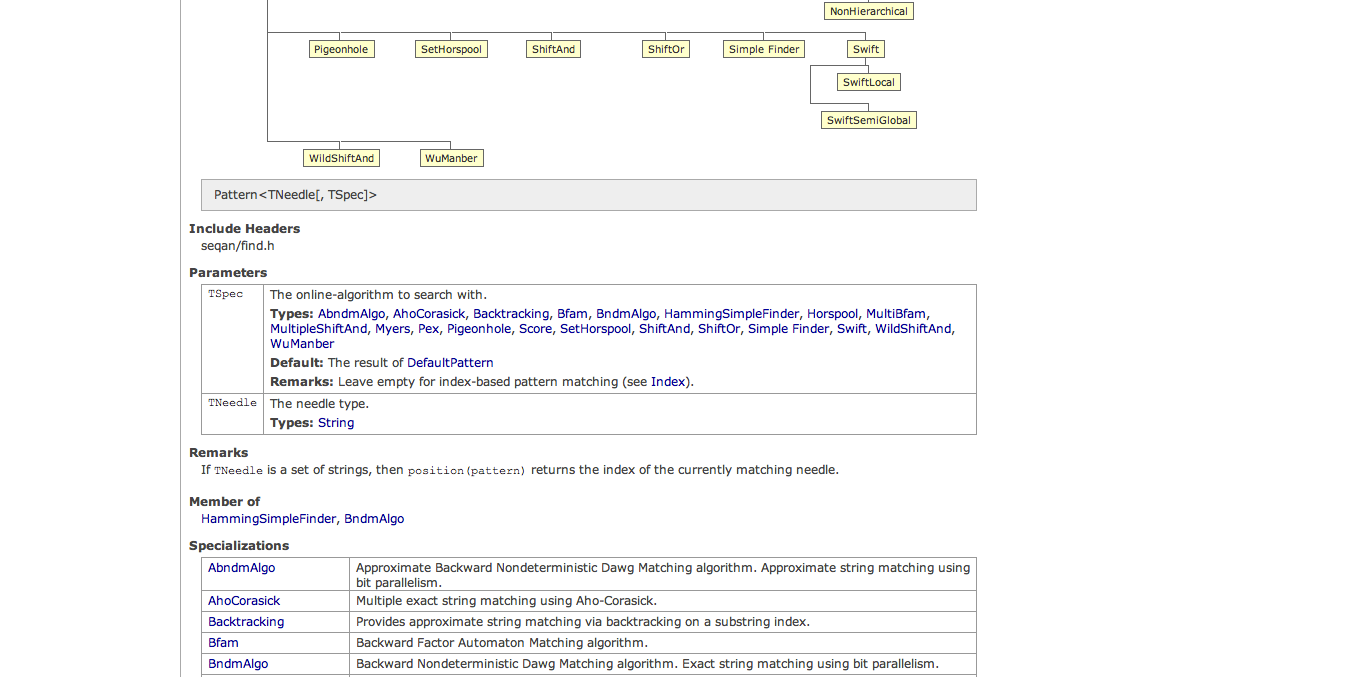 NonHierarchical
Pigeonhole SetHorspool ShiftAnd ShiftOr Simple Finder Swift
SwiftLocal
SwiftSemiGlobal
WildShiftAnd WuManber
Pattern<TNeedle[, TSpec]>
Include Headers
seqan/find.h
Parameters
TSpec The online-algorithm to search with.
Types: AbndmAlgo, AhoCorasick, Backtracking, Bfam, BndmAlgo, HammingSimpleFinder, Horspool, MultiBfam,
MultipleShiftAnd, Myers, Pex, Pigeonhole, Score, SetHorspool, ShiftAnd, ShiftOr, Simple Finder, Swift, WildShiftAnd,
WuManber
Default: The result of DefaultPattern
Remarks: Leave empty for index-based pattern matching (see Index).
TNeedle The needle type.
Types: String
Remarks
If TNeedle is a set of strings, then position(pattern) returns the index of the currently matching needle.
Member of
HammingSimpleFinder, BndmAlgo
Specializations
AbndmAlgo Approximate Backward Nondeterministic Dawg Matching algorithm. Approximate string matching using
bit parallelism.
AhoCorasick Multiple exact string matching using Aho-Corasick.
Backtracking Provides approximate string matching via backtracking on a substring index.
Bfam Backward Factor Automaton Matching algorithm.
BndmAlgo Backward Nondeterministic Dawg Matching algorithm. Exact string matching using bit parallelism.